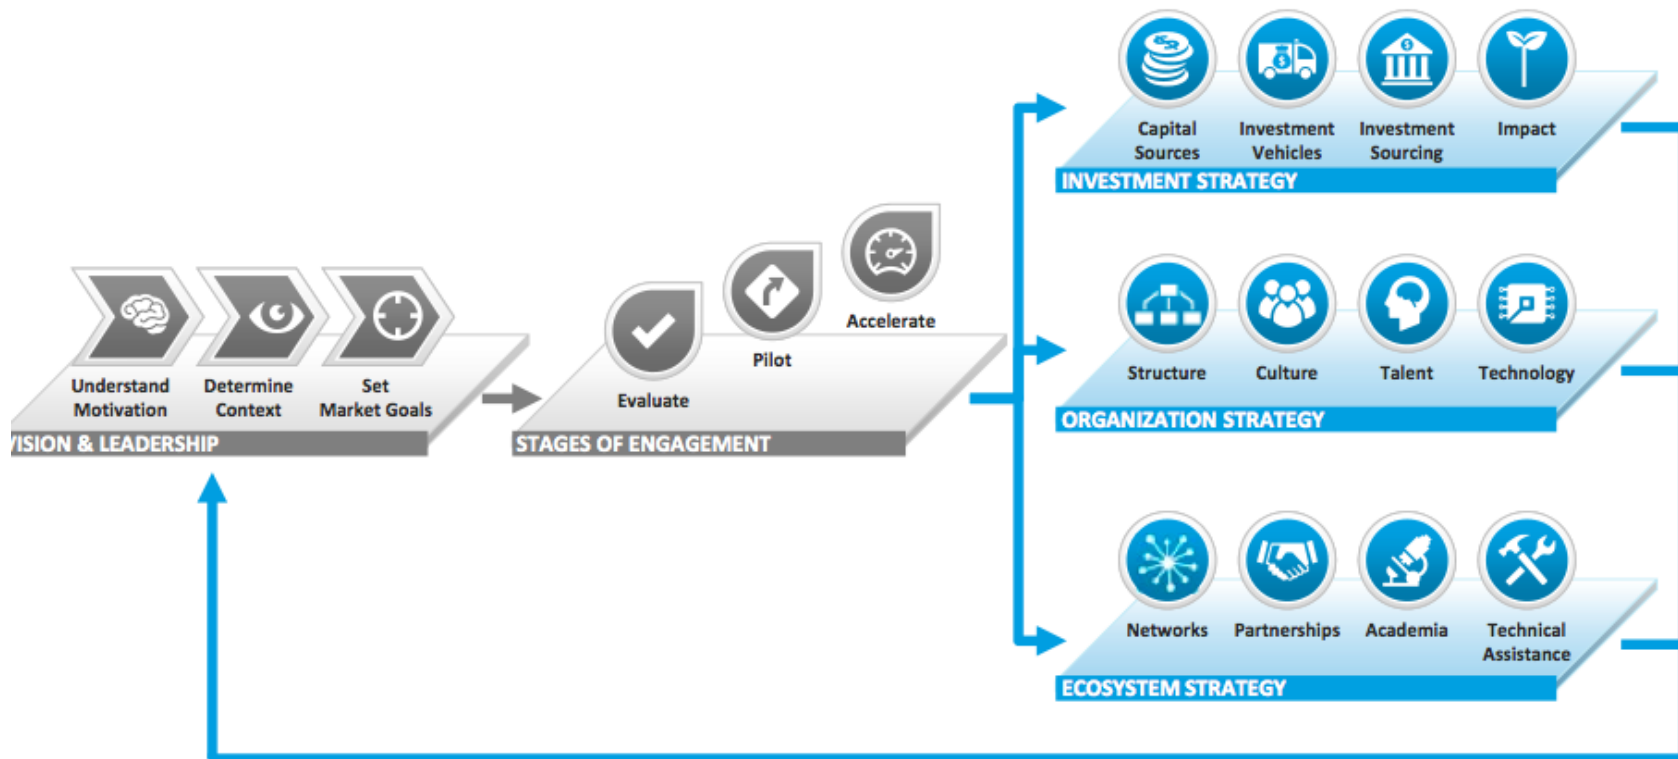 Capital
Sources
Investment
Vehicles
Investment
Sourcing
Impact
INVESTMENT STRATEGY
Understand
Motivation
Determine
Context
Set
Market Goals
VISION & LEADERSHIP
Evaluate
Pilot
Accelerate
STAGES OF ENGAGEMENT
Structure
Culture
Talent
Technology
ORGANIZATION STRATEGY
Networks
Partnerships
Academia
Technical
Assistance
ECOSYSTEM STRATEGY